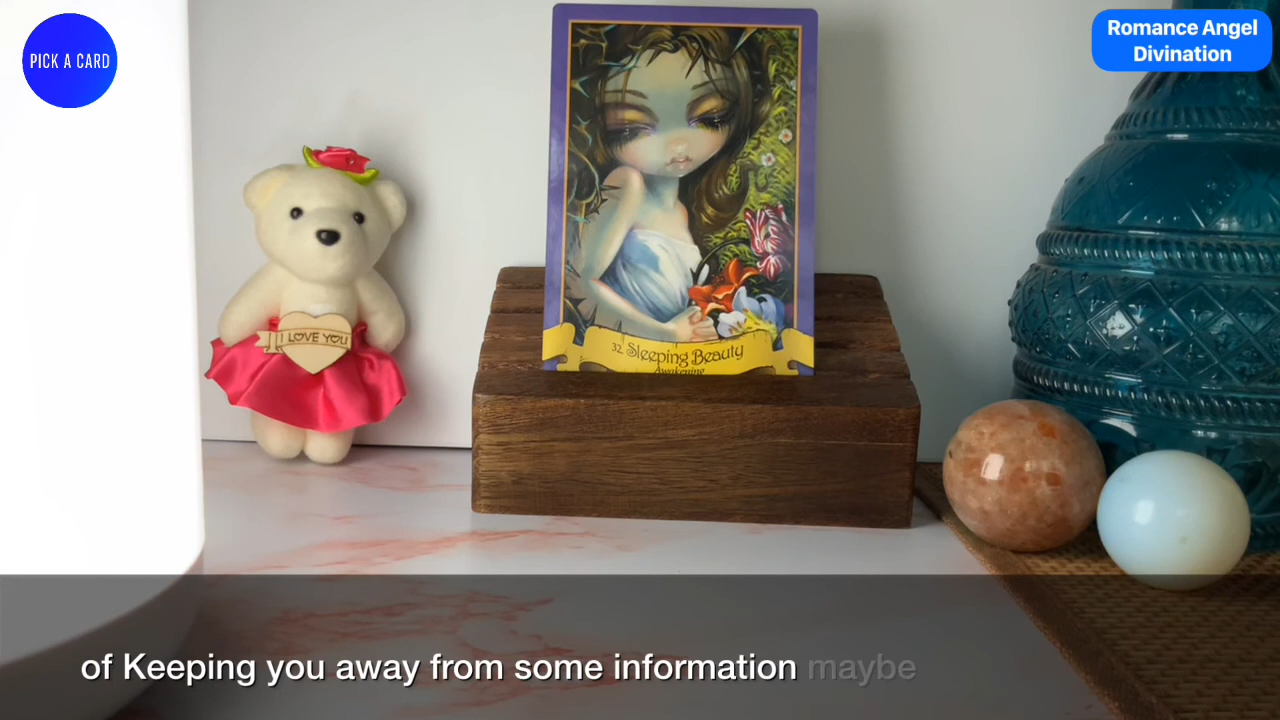 PICK A CARD
Romance Angel
Divination
I LOVE YOU
32 Sleeping Beauty
Awakening
of Keeping you away from some information maybe